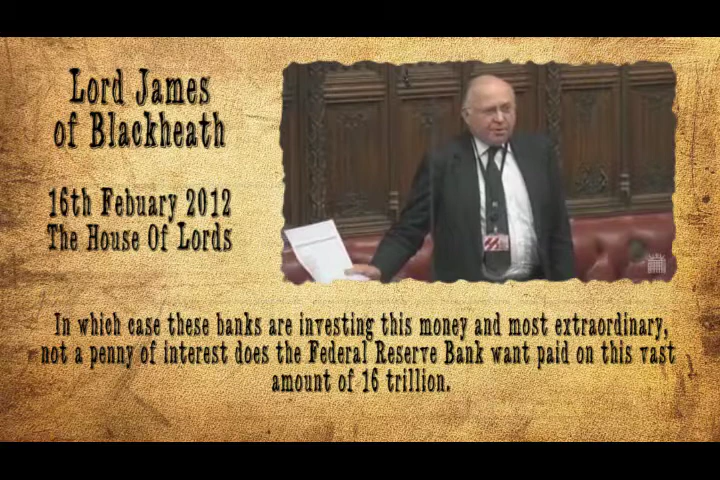 Lord James
of Blackheath
16th Febuary 2012
The House Of Lords
In which case these banks are investing this money and most extraordinary,
not a penny of interest does the Federal Reserve Bank want paid on this vast
amount of 16 trillion.